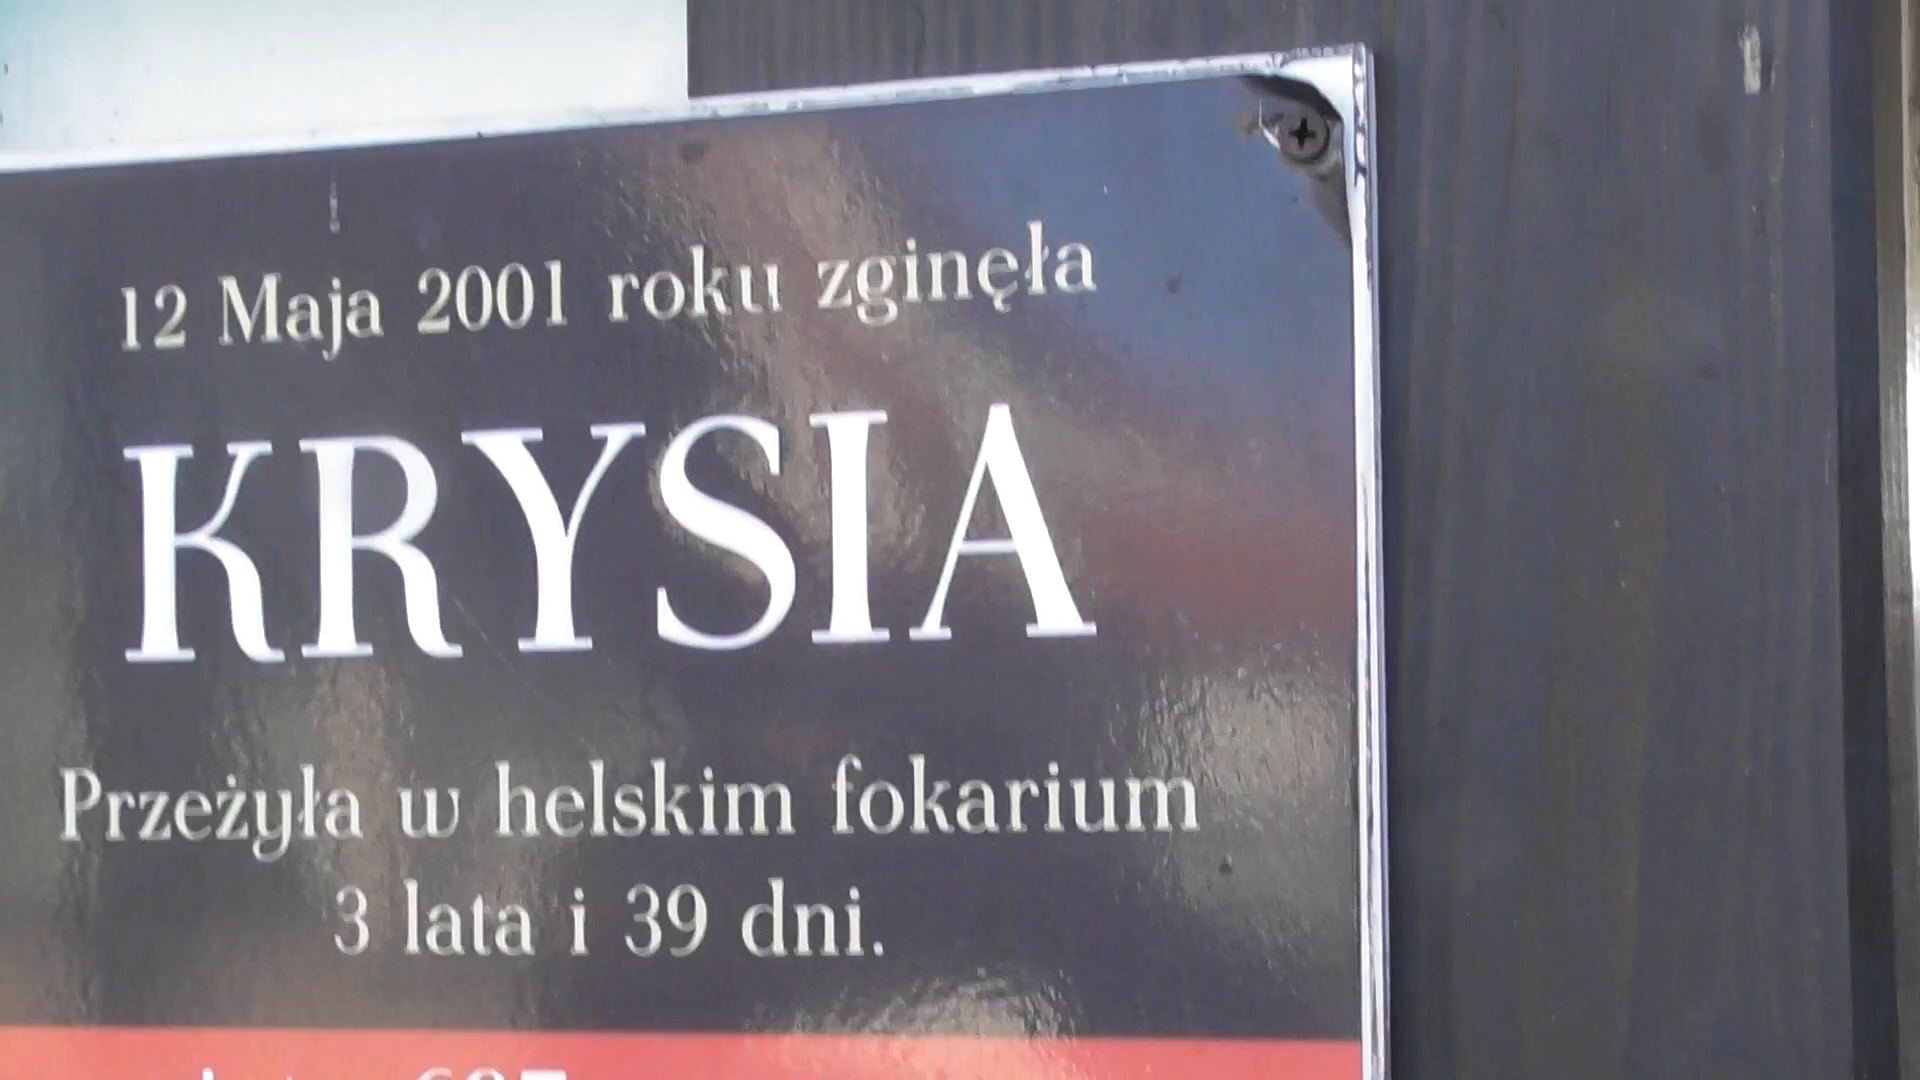 12 Maja 2001 roku zginęła
KRYSIA
Przeżyła w helskim fokarium
3 lata i 39 dni.